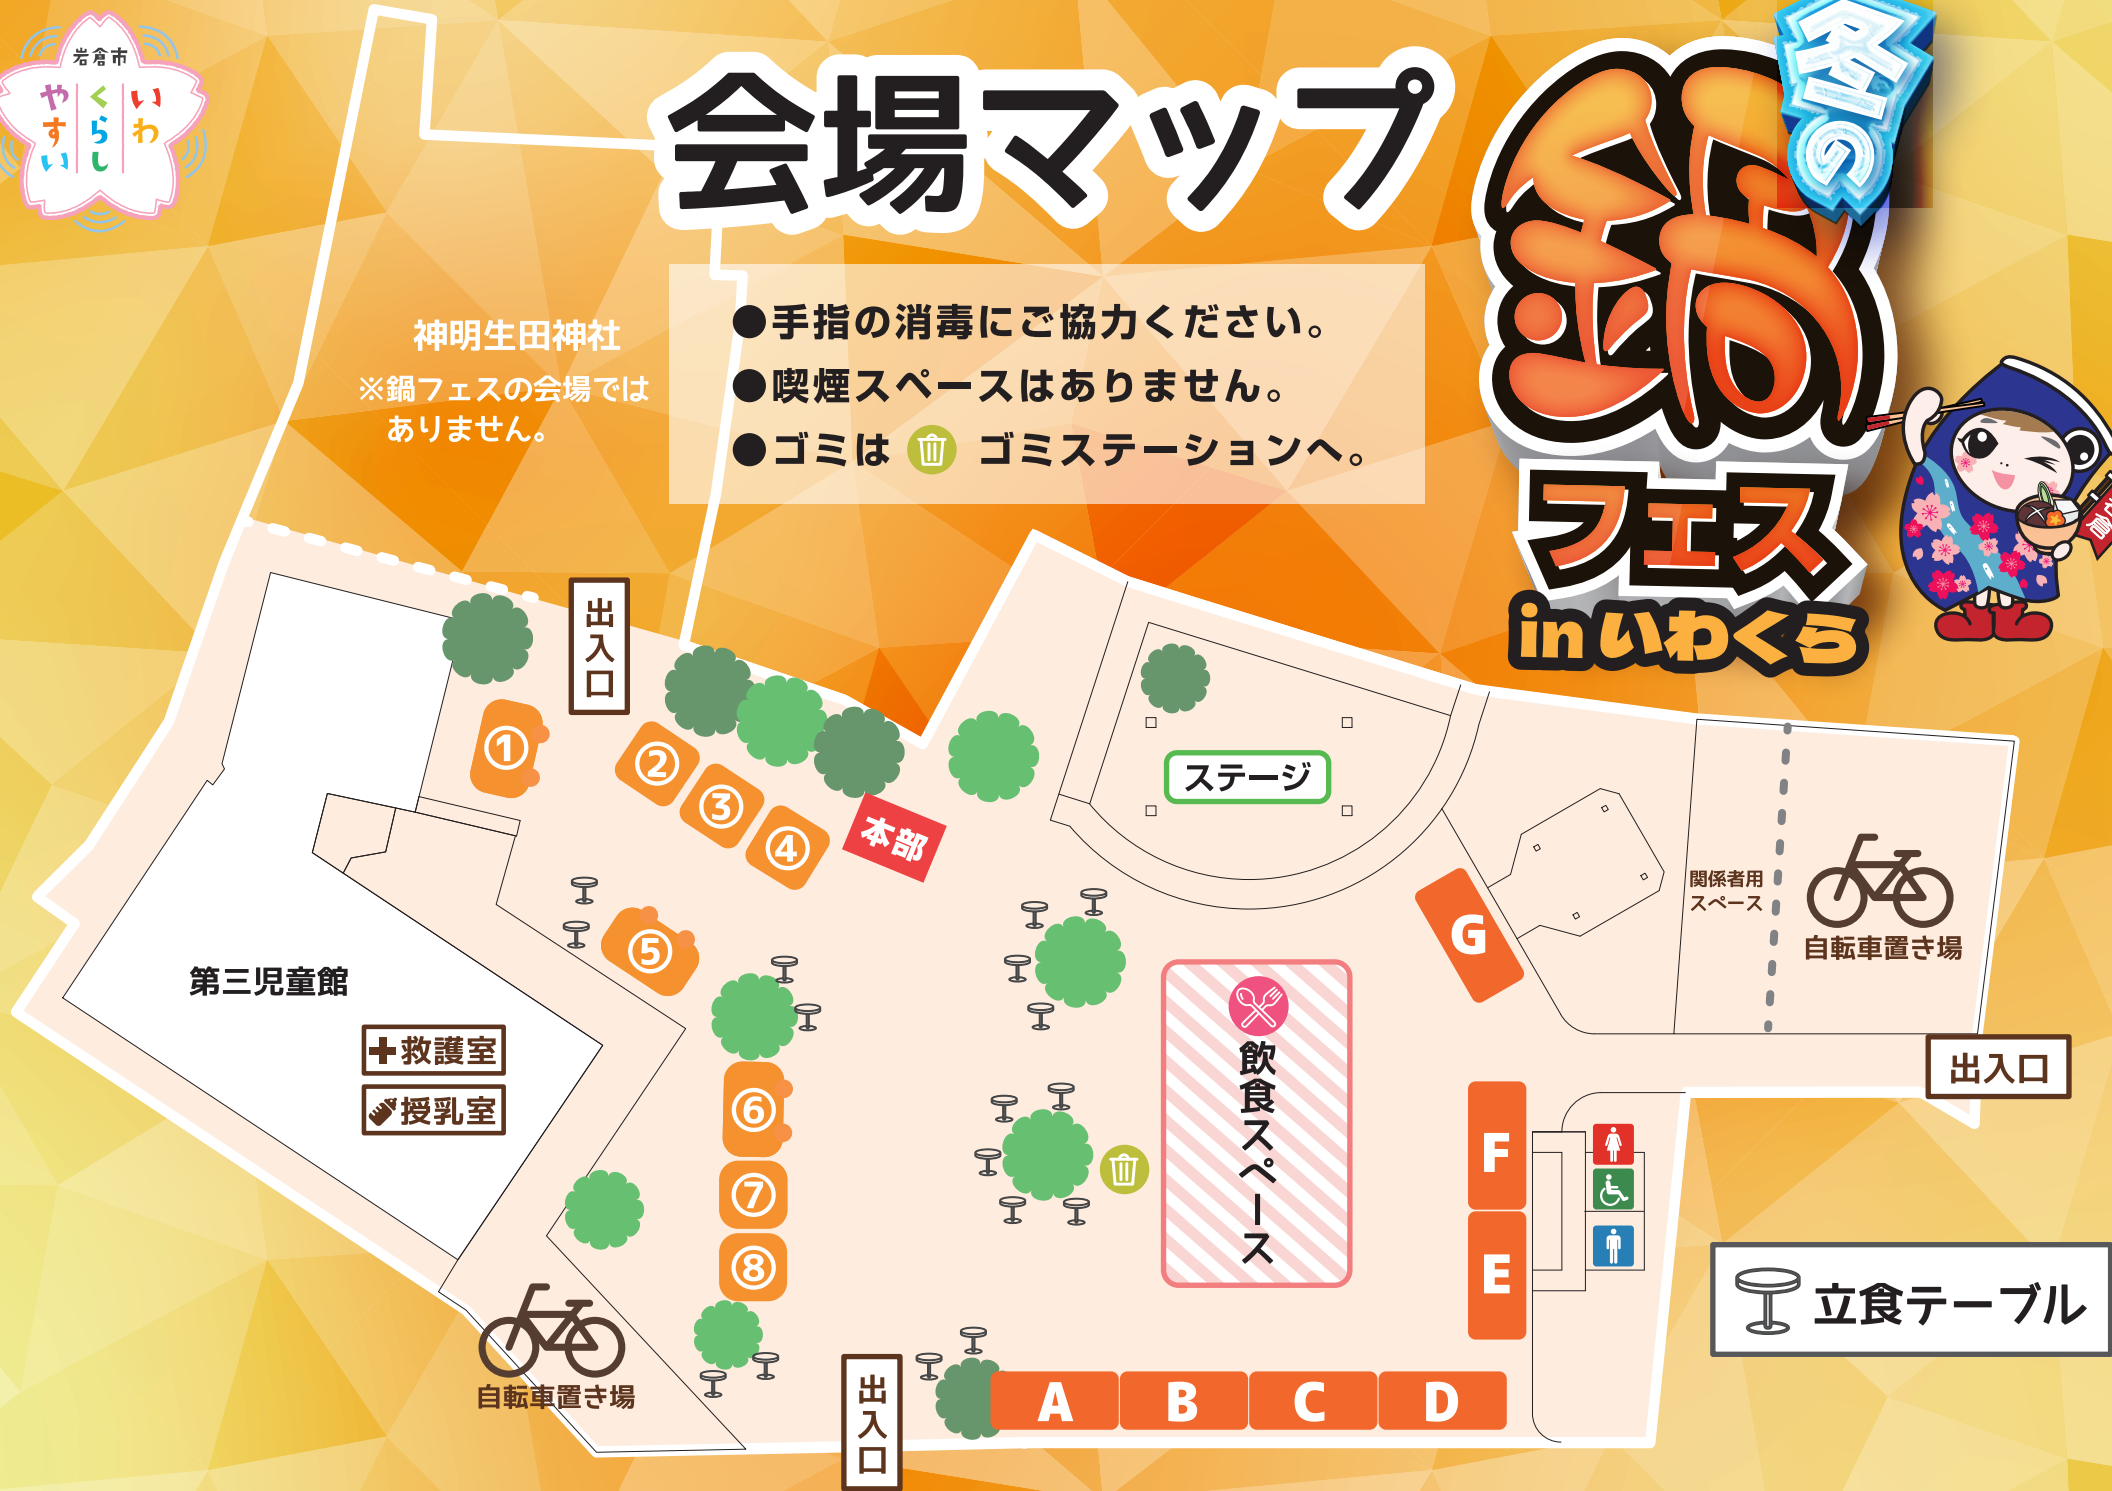 岩倉市
いわ
くらし
やすい
会場マップ
冬の
鍋
フェス
in いわくら
●手指の消毒にご協力ください。
●喫煙スペースはありません。
●ゴミは ゴミステーションへ。
神明生田神社
※鍋フェスの会場では
ありません。
出入口
①
②
③
④
本部
⑤
⑥
⑦
⑧
ステージ
第三児童館
救護室
授乳室
飲食スペース
G
F
E
A
B
C
D
関係者用
スペース
自転車置き場
出入口
自転車置き場
出入口
立食テーブル